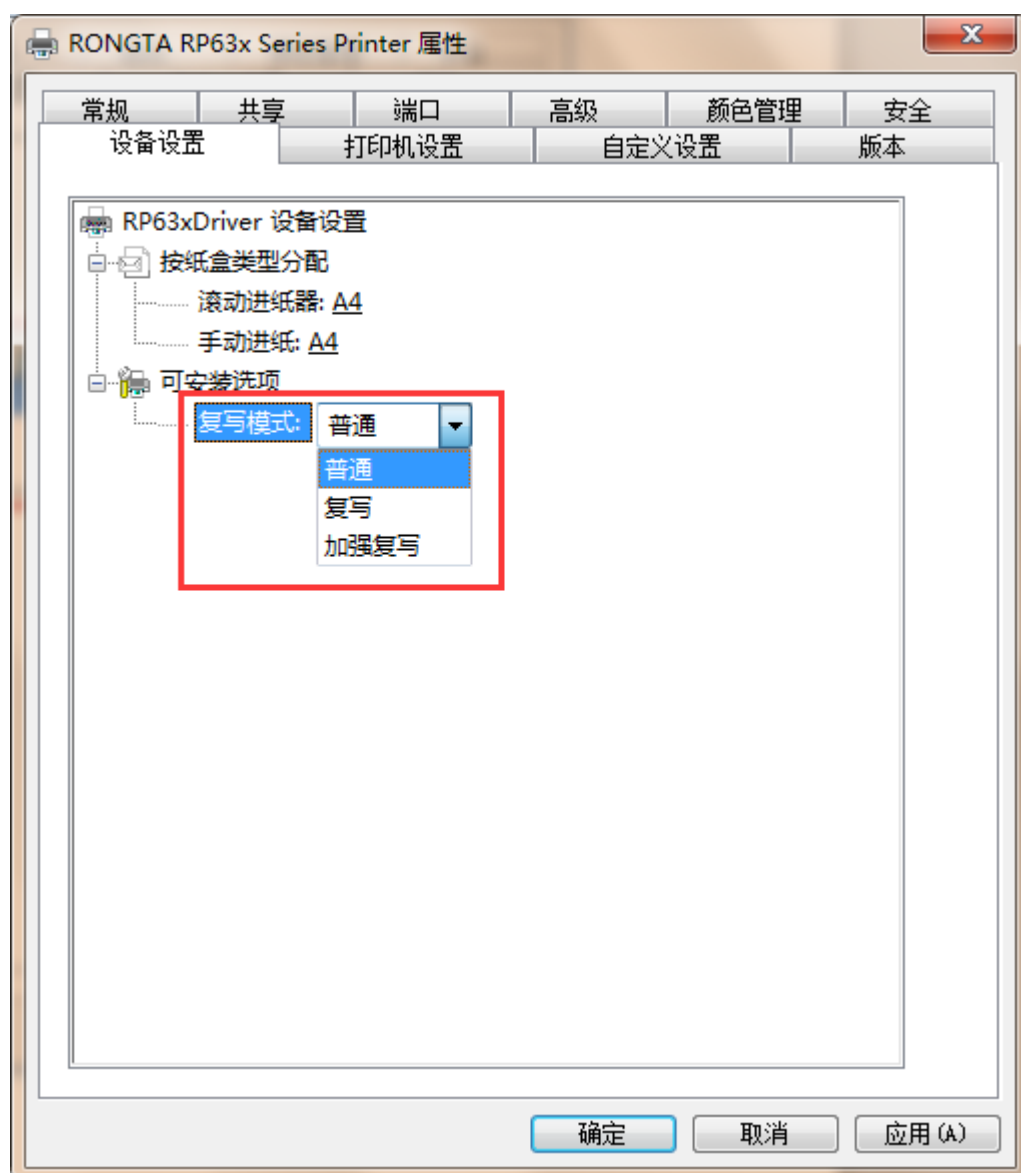 RONGTA RP63x Series Printer 属性
常规 共享 端口 高级 颜色管理 安全
设备设置 打印机设置 自定义设置 版本
RP63xDriver 设备设置
按纸盒类型分配
滚动进纸器: A4
手动进纸: A4
可安装选项
复写模式: 普通
普通
复写
加强复写
确定 取消 应用(A)